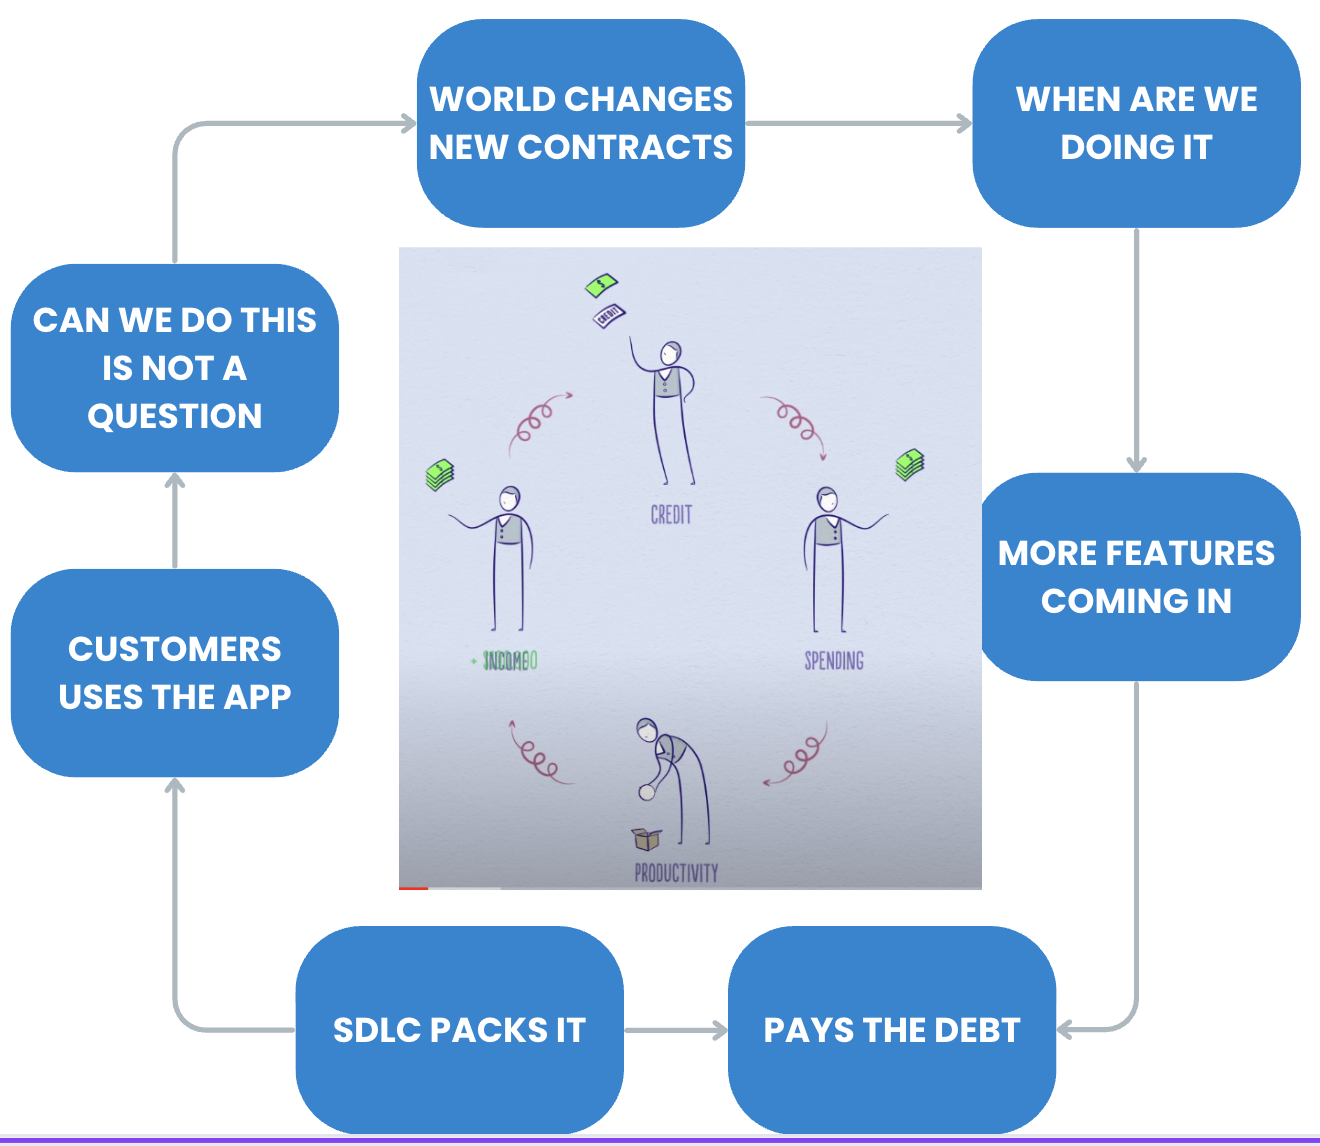 WORLD CHANGES
NEW CONTRACTS
WHEN ARE WE
DOING IT
CAN WE DO THIS
IS NOT A
QUESTION
CREDIT
CREDIT
MORE FEATURES
COMING IN
CUSTOMERS
USES THE APP
INCOME
SPENDING
PRODUCTIVITY
SDLC PACKS IT
PAYS THE DEBT